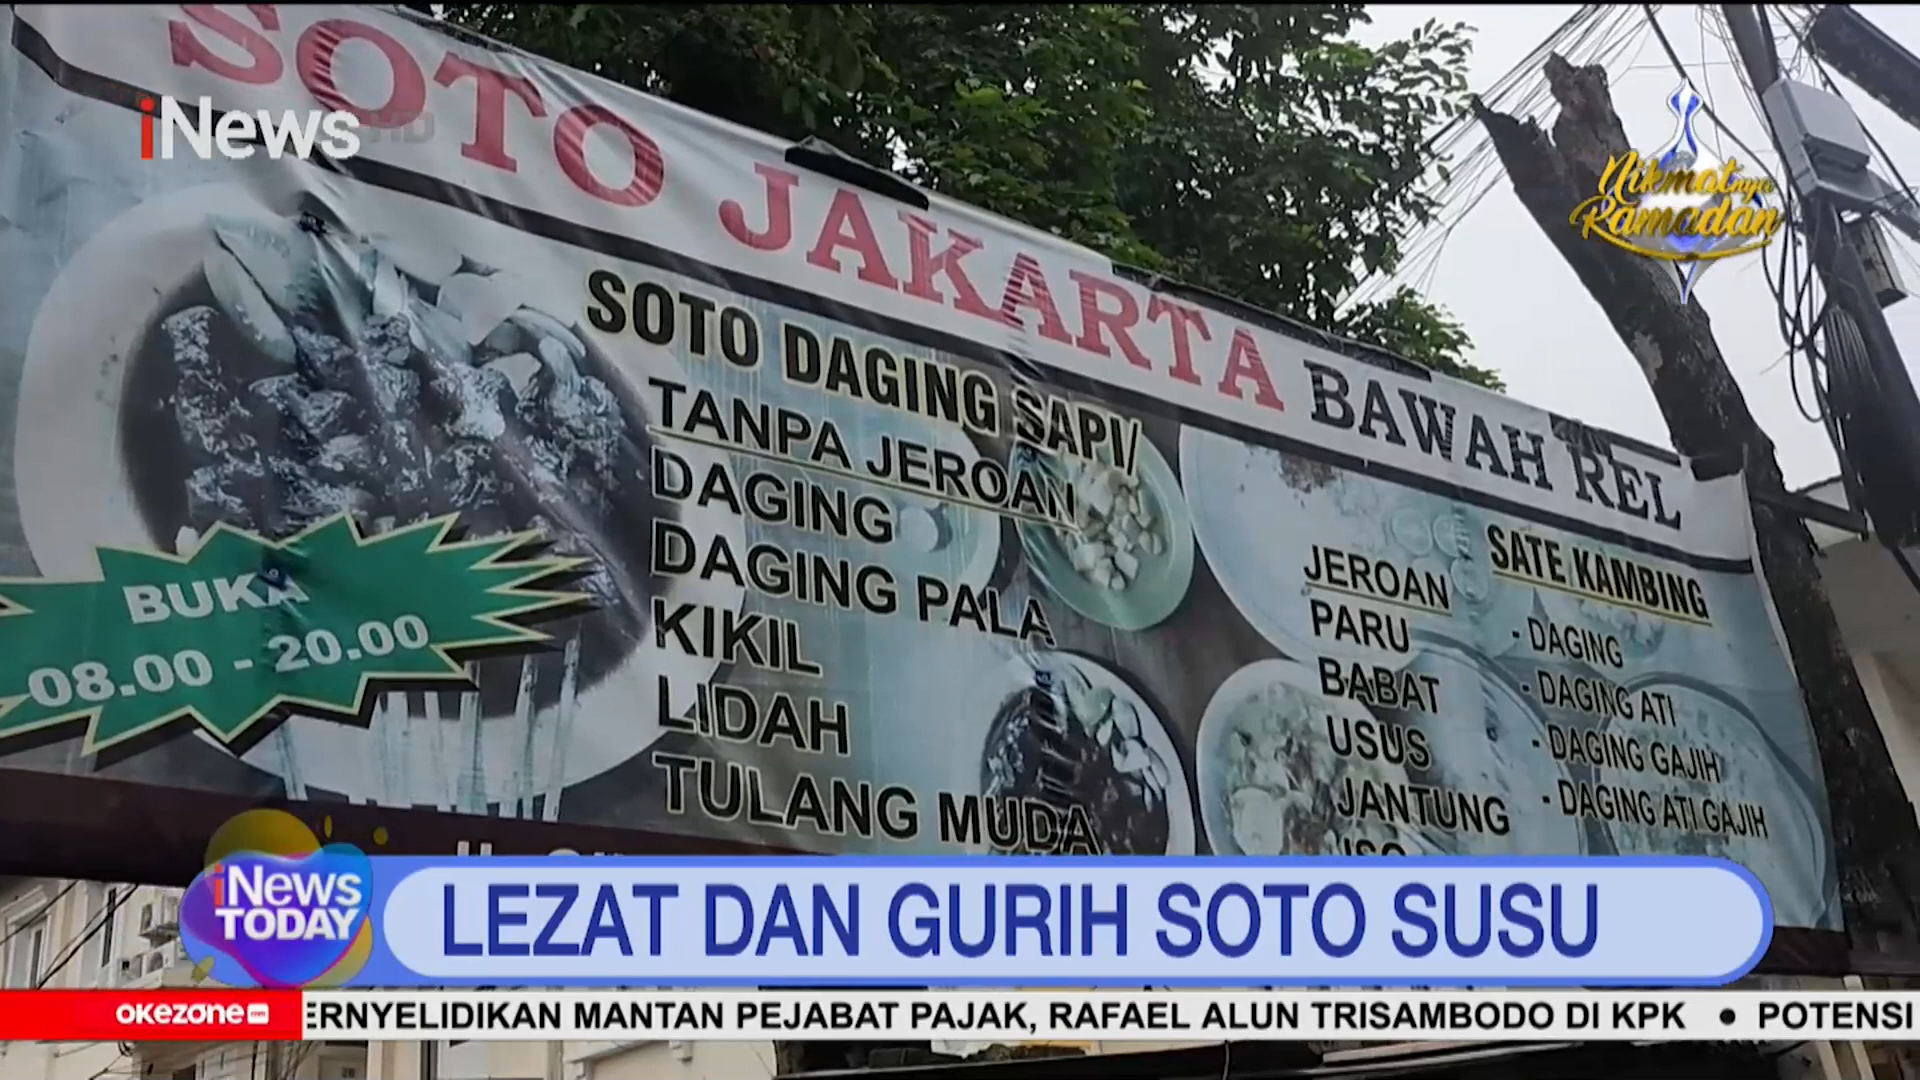 SOTO JAKARTA BAWAH REL
iNews
Nikmatnya
Ramadan
SOTO DAGING SAPI/
TANPA JEROAN
DAGING
DAGING PALA
KIKIL
LIDAH
TULANG MUDA
JEROAN
PARU
BABAT
USUS
JANTUNG
ISO
SATE KAMBING
- DAGING
- DAGING ATI
- DAGING GAJIH
- DAGING ATI GAJIH
BUKA
08.00 - 20.00
iNews
TODAY
LEZAT DAN GURIH SOTO SUSU
okezone
ERNYELIDIKAN MANTAN PEJABAT PAJAK, RAFAEL ALUN TRISAMBODO DI KPK • POTENSI